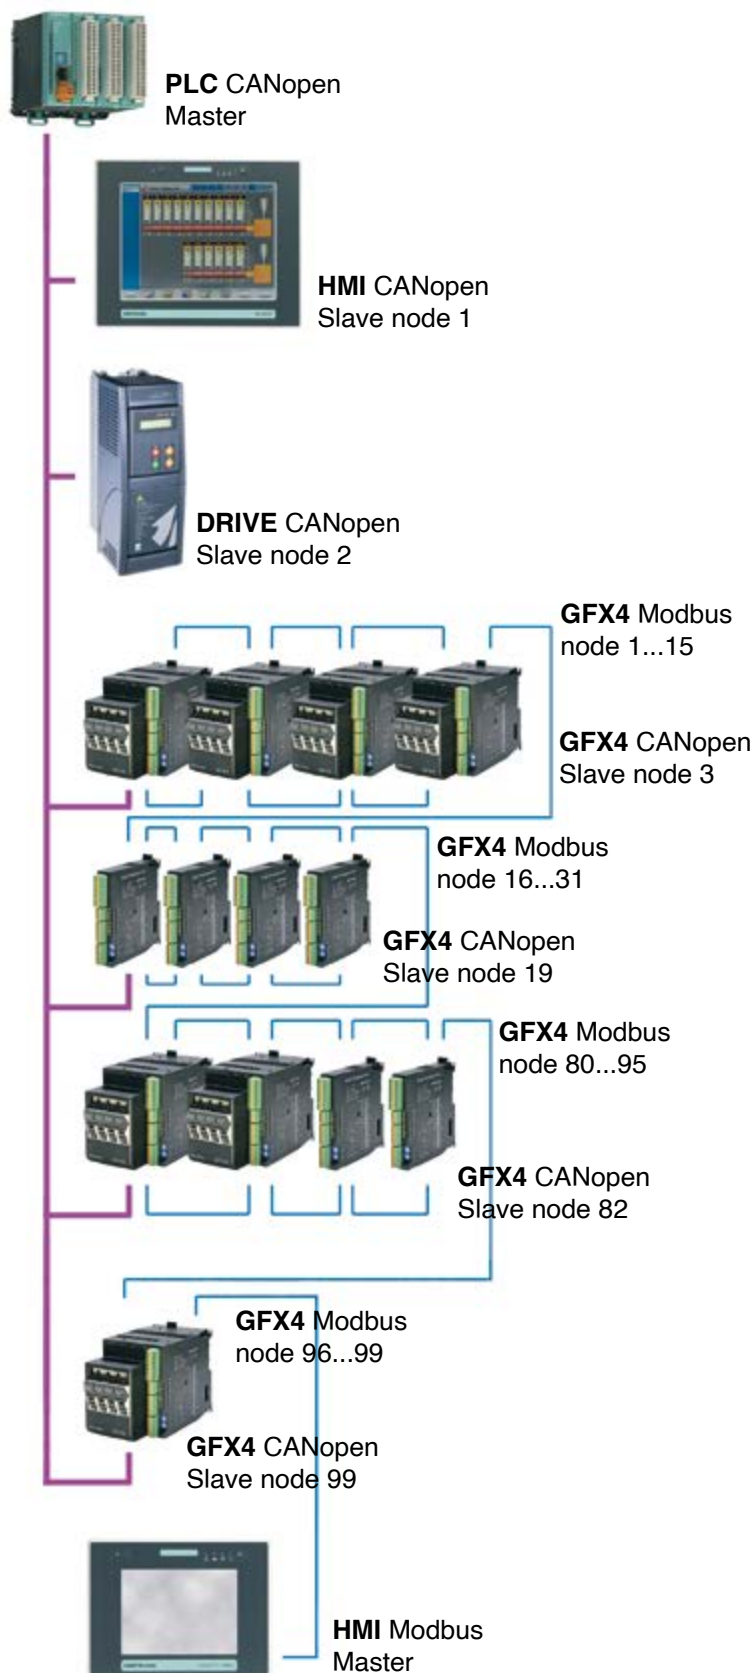 PLC CANopen
Master
HMI CANopen
Slave node 1
DRIVE CANopen
Slave node 2
GFX4 Modbus
node 1...15
GFX4 CANopen
Slave node 3
GFX4 Modbus
node 16...31
GFX4 CANopen
Slave node 19
GFX4 Modbus
node 80...95
GFX4 CANopen
Slave node 82
GFX4 Modbus
node 96...99
GFX4 CANopen
Slave node 99
HMI Modbus
Master